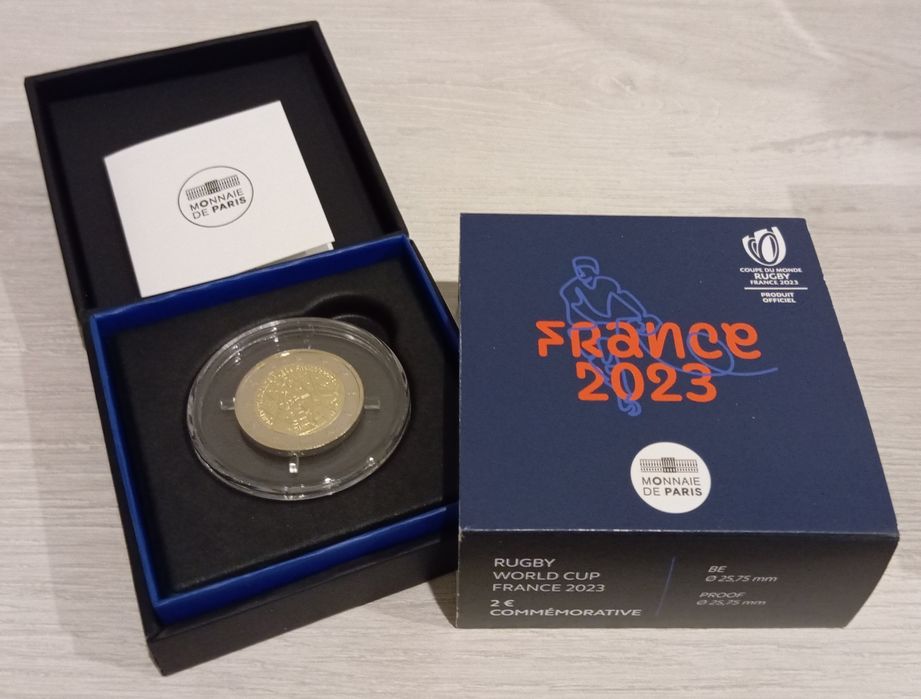 MONNAIE
DE PARIS
COUPE DU MONDE
RUGBY
FRANCE 2023
PRODUIT
OFFICIEL
FRANCE
2023
MONNAIE
DE PARIS
RUGBY
WORLD CUP
FRANCE 2023
2 €
COMMÉMORATIVE
BE
Ø 25,75 mm
PROOF
Ø 25,75 mm